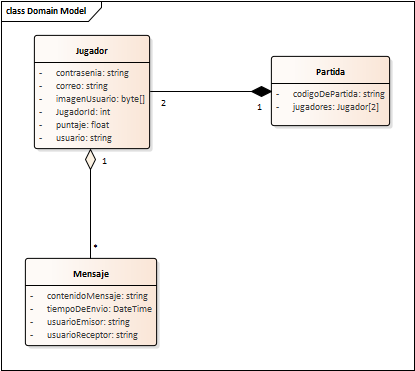 class Domain Model
Jugador
- contrasenia: string
- correo: string
- imagenUsuario: byte[]
- JugadorId: int
- puntaje: float
- usuario: string
Partida
- codigoDePartida: string
- jugadores: Jugador[2]
2
1
1
*
Mensaje
- contenidoMensaje: string
- tiempoDeEnvio: DateTime
- usuarioEmisor: string
- usuarioReceptor: string